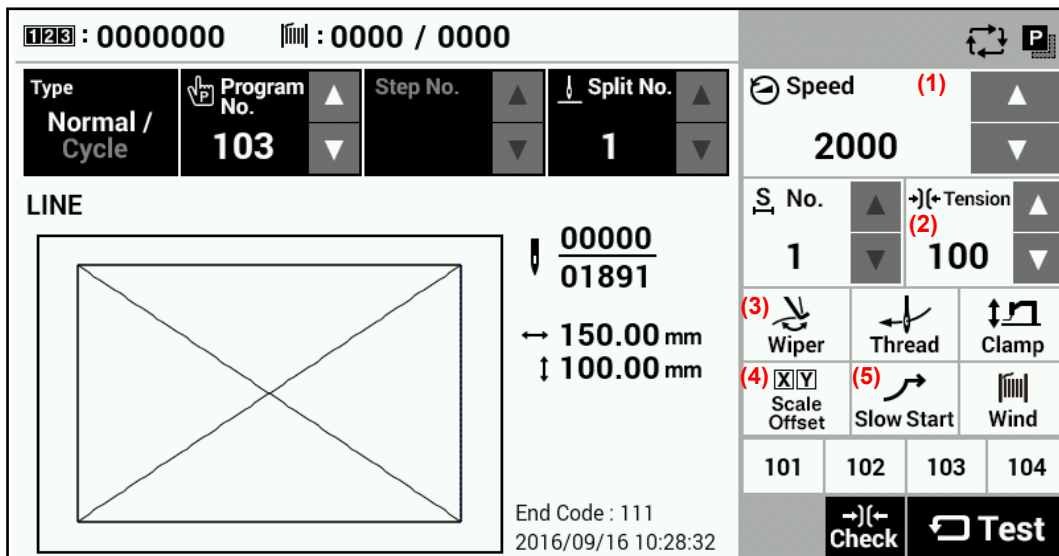 123 : 0000000 : 0000 / 0000
P
Type
Normal /
Cycle
P Program
No.
103
Step No.
Split No.
1
Speed
(1)
2000
LINE
00000
01891
150.00 mm
100.00 mm
S No.
1
Tension
(2)
100
(3)
Wiper
Thread
Clamp
(4) X Y
Scale
Offset
(5)
Slow Start
Wind
101 102 103 104
End Code : 111
2016/09/16 10:28:32
Check
Test